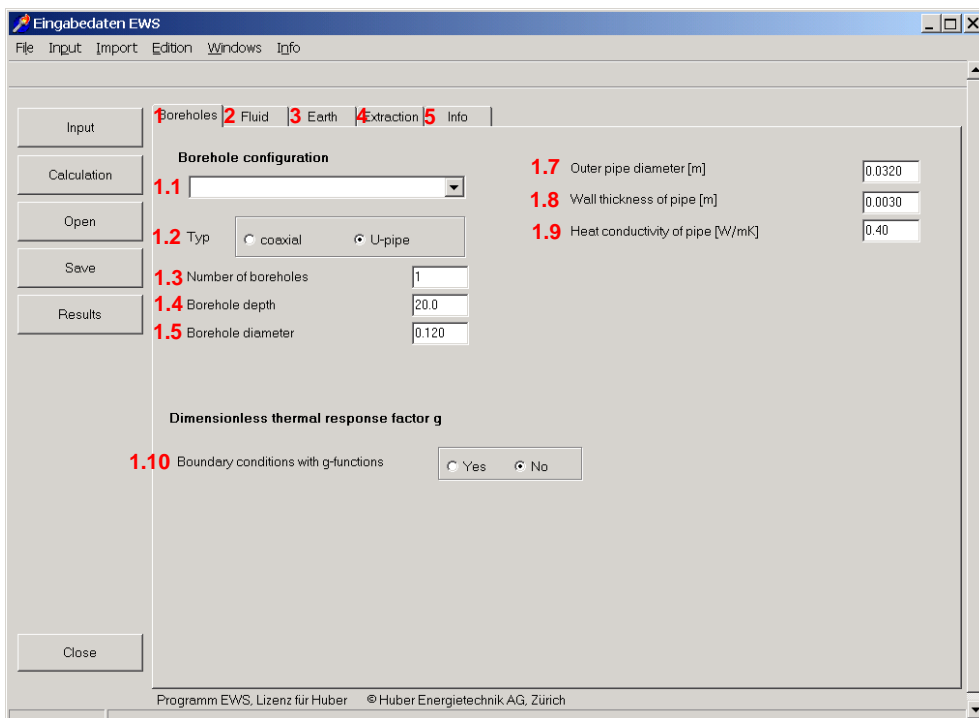 Eingabedaten EWS
File Input Import Edition Windows Info
1 Boreholes 2 Fluid 3 Earth 4 Extraction 5 Info
Input
Calculation
Open
Save
Results
Close
Borehole configuration
1.1
1.2 Typ coaxial U-pipe
1.3 Number of boreholes 1
1.4 Borehole depth 20.0
1.5 Borehole diameter 0.120
1.7 Outer pipe diameter [m] 0.0320
1.8 Wall thickness of pipe [m] 0.0030
1.9 Heat conductivity of pipe [W/mK] 0.40
Dimensionless thermal response factor g
1.10 Boundary conditions with g-functions Yes No
Programm EWS, Lizenz für Huber © Huber Energietechnik AG, Zürich